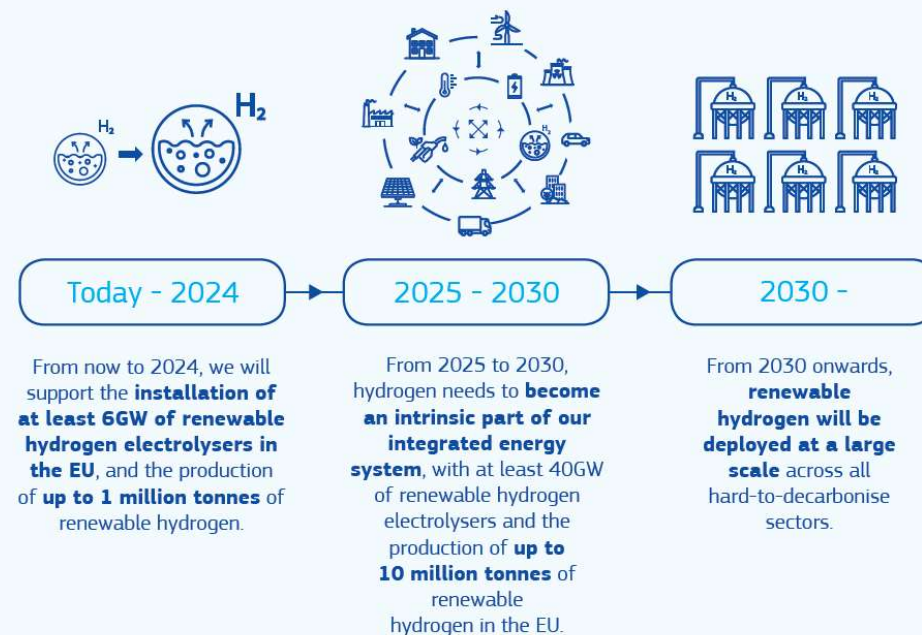 H₂
H₂
H₂
H₂ H₂ H₂
H₂ H₂ H₂
Today - 2024
From now to 2024, we will
support the installation of
at least 6GW of renewable
hydrogen electrolysers in
the EU, and the production
of up to 1 million tonnes of
renewable hydrogen.
2025 - 2030
From 2025 to 2030,
hydrogen needs to become
an intrinsic part of our
integrated energy
system, with at least 40GW
of renewable hydrogen
electrolysers and the
production of up to
10 million tonnes of
renewable
hydrogen in the EU.
2030 -
From 2030 onwards,
renewable
hydrogen will be
deployed at a large
scale across all
hard-to-decarbonise
sectors.